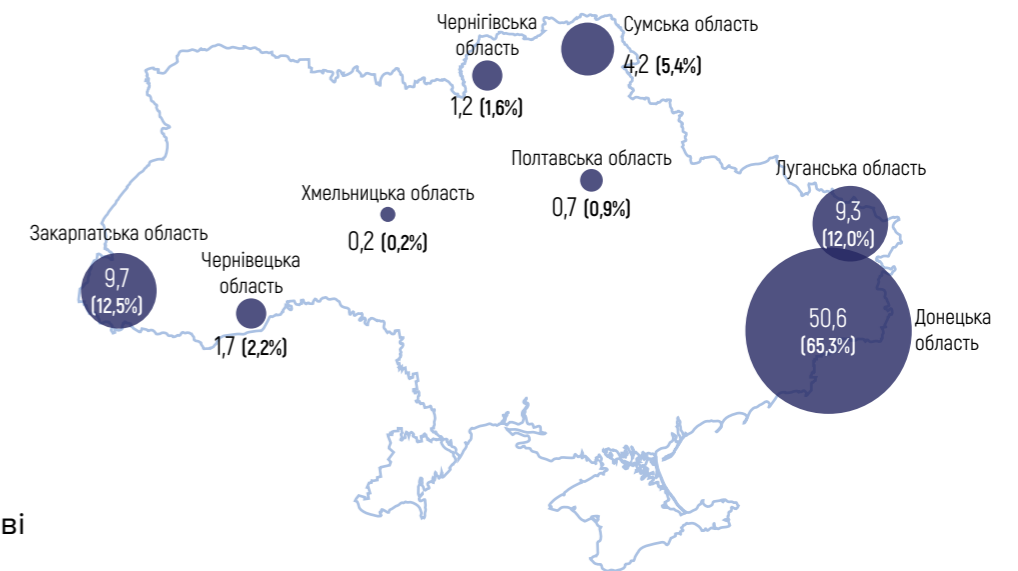 Чернігівська
область
1,2 (1,6%)
Сумська область
4,2 (5,4%)
Полтавська область
0,7 (0,9%)
Луганська область
9,3
(12,0%)
Хмельницька область
0,2 (0,2%)
Закарпатська область
9,7
(12,5%)
Чернівецька
область
1,7 (2,2%)
50,6
(65,3%)
Донецька
область
ві